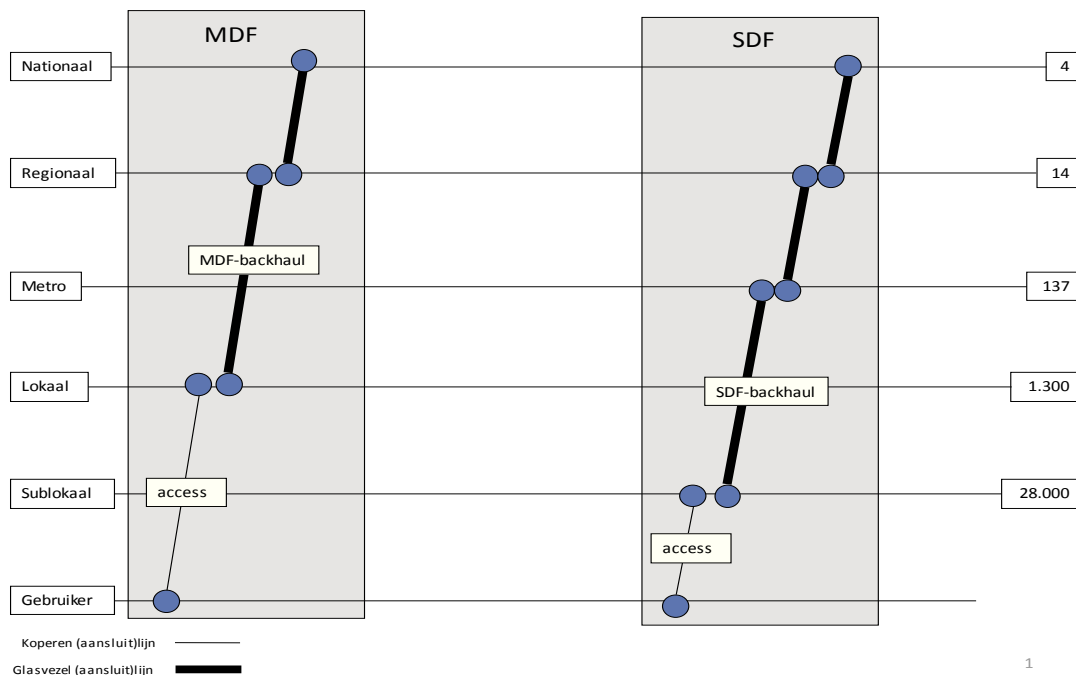 MDF
SDF
Nationaal
4
Regionaal
14
MDF-backhaul
Metro
137
Lokaal
1.300
SDF-backhaul
Sublokaal
access
28.000
access
Gebruiker
Koperen (aansluit)lijn
Glasvezel (aansluit)lijn
1